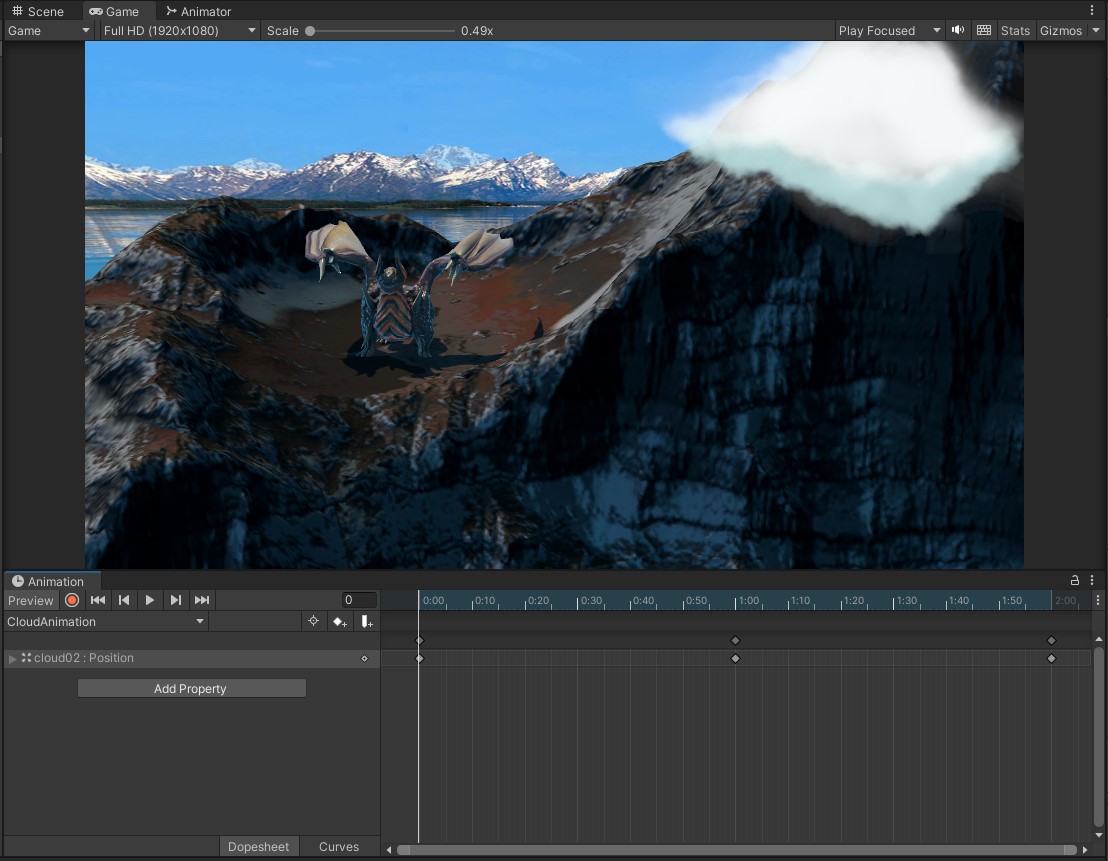 Scene Game Animator
Game Full HD (1920x1080) Scale 0.49x Play Focused Stats Gizmos
Animation
Preview 0 0:00 0:10 0:20 0:30 0:40 0:50 1:00 1:10 1:20 1:30 1:40 1:50 2:00
CloudAnimation
cloud02 : Position
Add Property
Dopesheet Curves